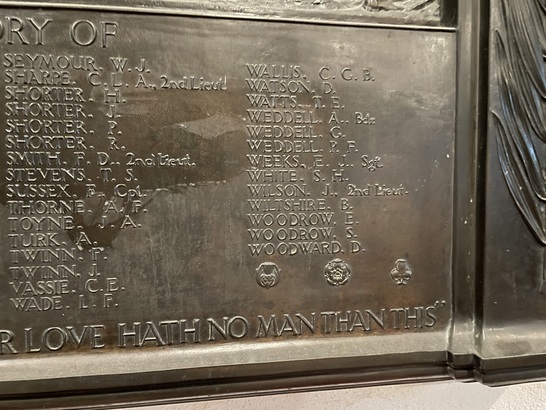 ORY OF
SEYMOUR, W. J.
SHARPE, C. L. A., 2nd Lieut.
SHORTER, H.
SHORTER, J.
SHORTER, P.
SHORTER, R.
SMITH, F. D., 2nd Lieut.
STEVENS, T. S.
SUSSEX, F., Cpl.
THORNE, A. F.
TOYNE, J. A.
TURK, A.
TWINN, F.
TWINN, J.
VASSIE, C. E.
WADE, L. F.
WALLIS, C. G. B.
WATSON, D.
WATTS, T. E.
WEDDELL, A., Bdr.
WEDDELL, G.
WEDDELL, P. F.
WEEKS, E. J., Sgt.
WHITE, S. H.
WILSON, J., 2nd Lieut.
WILTSHIRE, B.
WOODROW, E.
WOODROW, S.
WOODWARD, D.
R LOVE HATH NO MAN THAN THIS"